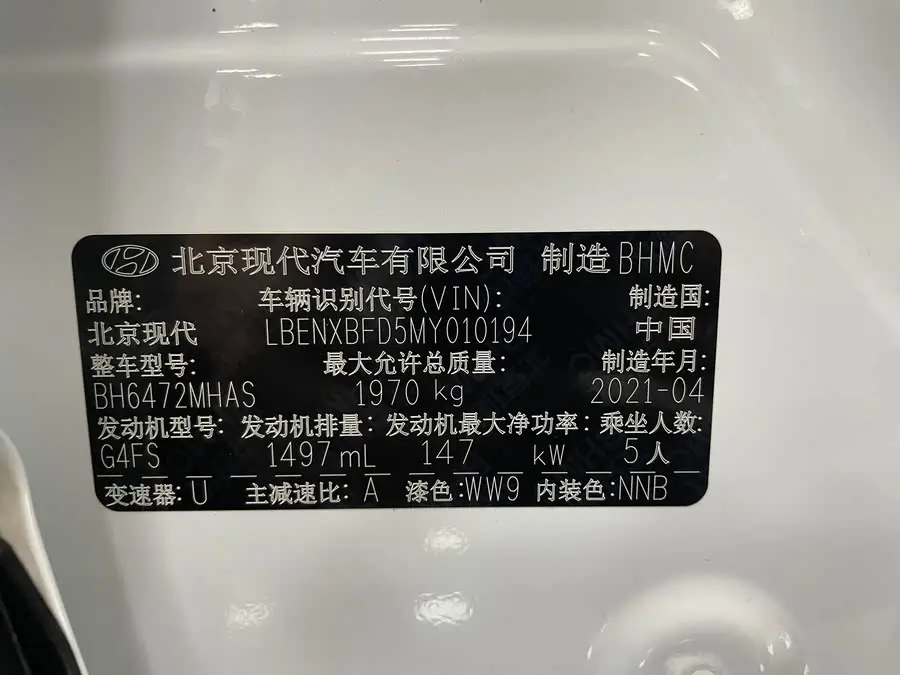 北京现代汽车有限公司 制造 BHMC
品牌: 车辆识别代号(VIN): 制造国:
北京现代 LBENXBFD5MY010194 中国
整车型号: 最大允许总质量: 制造年月:
BH6472MHAS 1970 kg 2021-04
发动机型号: 发动机排量: 发动机最大净功率: 乘坐人数:
G4FS 1497 mL 147 kW 5人
变速器: U 主减速比: A 漆色:WW9 内装色:NNB